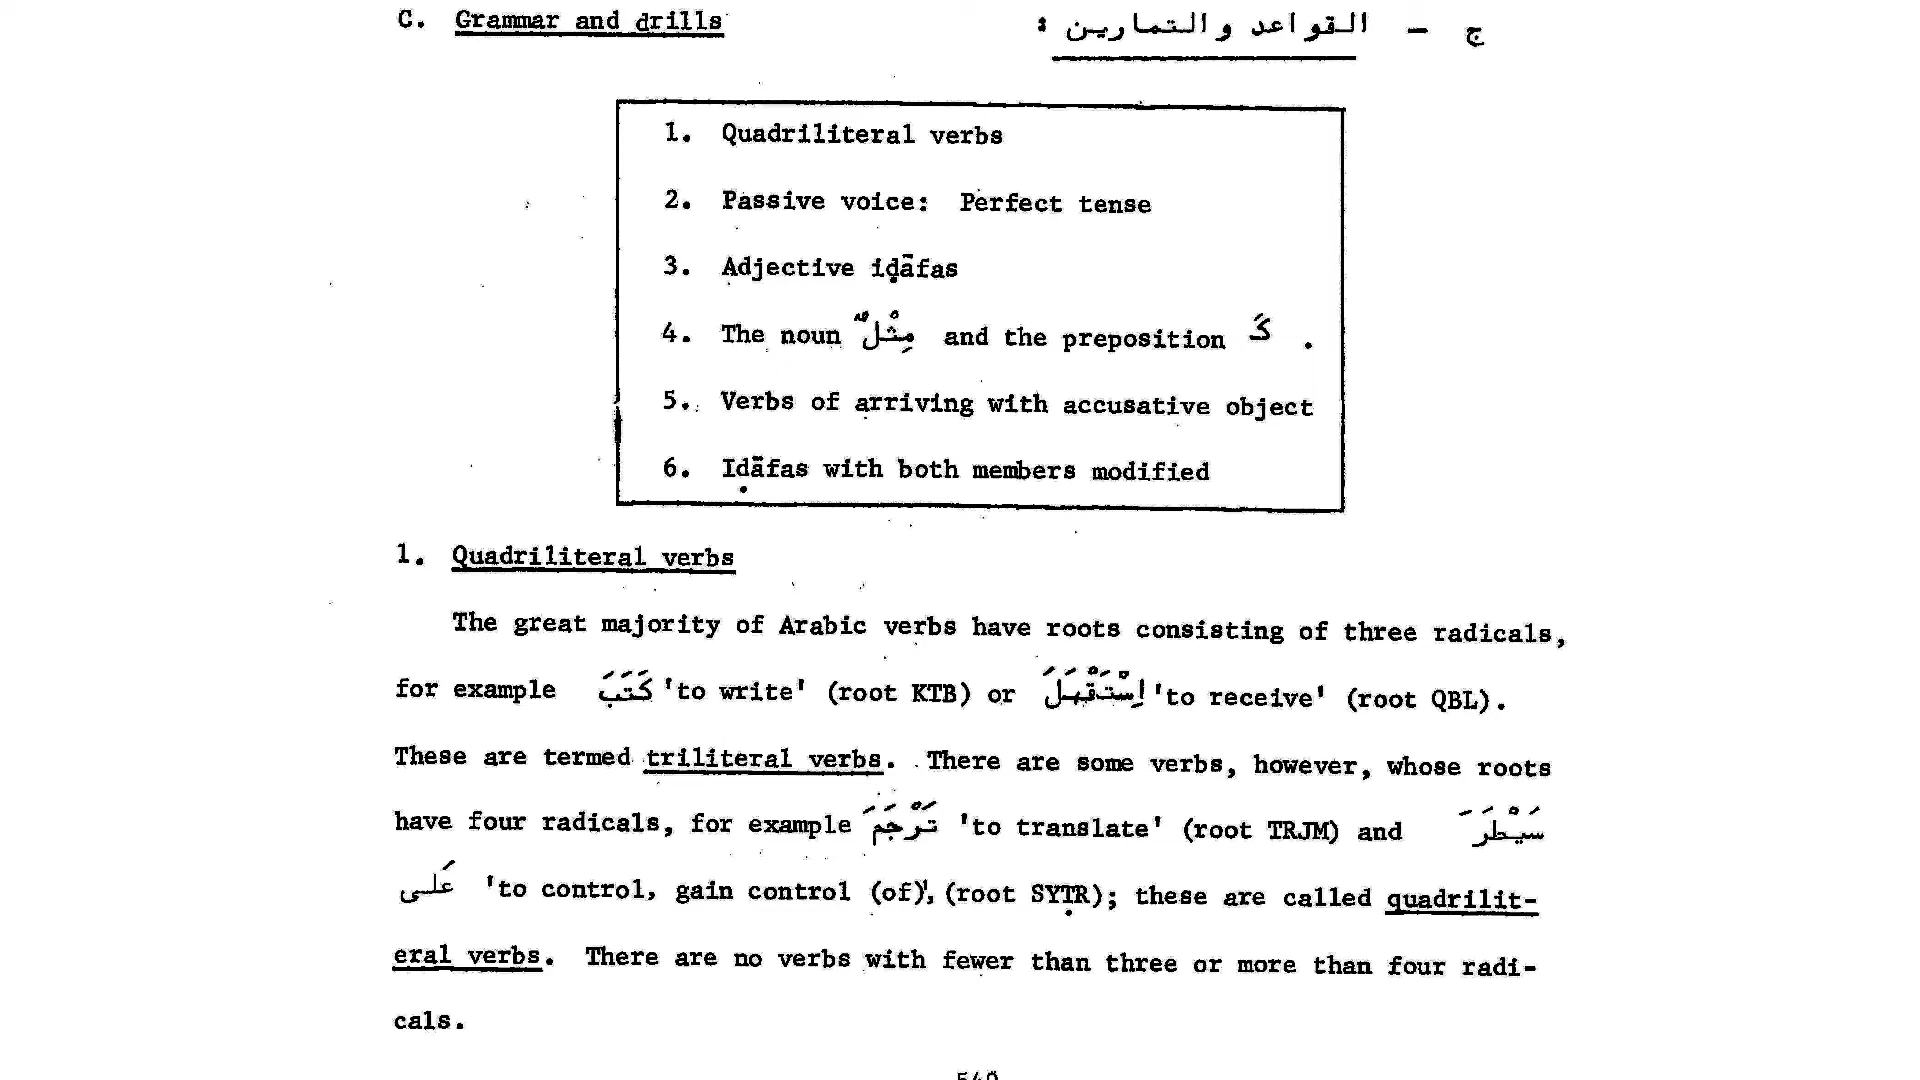 C. Grammar and drills ج - القواعد والتمارين :
1. Quadriliteral verbs
2. Passive voice: Perfect tense
3. Adjective iḍāfas
4. The noun مِثْلٌ and the preposition كَ .
5. Verbs of arriving with accusative object
6. Iḍāfas with both members modified
1. Quadriliteral verbs
The great majority of Arabic verbs have roots consisting of three radicals,
for example كَتَبَ 'to write' (root KTB) or اِسْتَقْبَلَ 'to receive' (root QBL).
These are termed triliteral verbs. There are some verbs, however, whose roots
have four radicals, for example تَرْجَمَ 'to translate' (root TRJM) and سَيْطَرَ
عَلى 'to control, gain control (of)', (root SYṬR); these are called quadrilit-
eral verbs. There are no verbs with fewer than three or more than four radi-
cals.